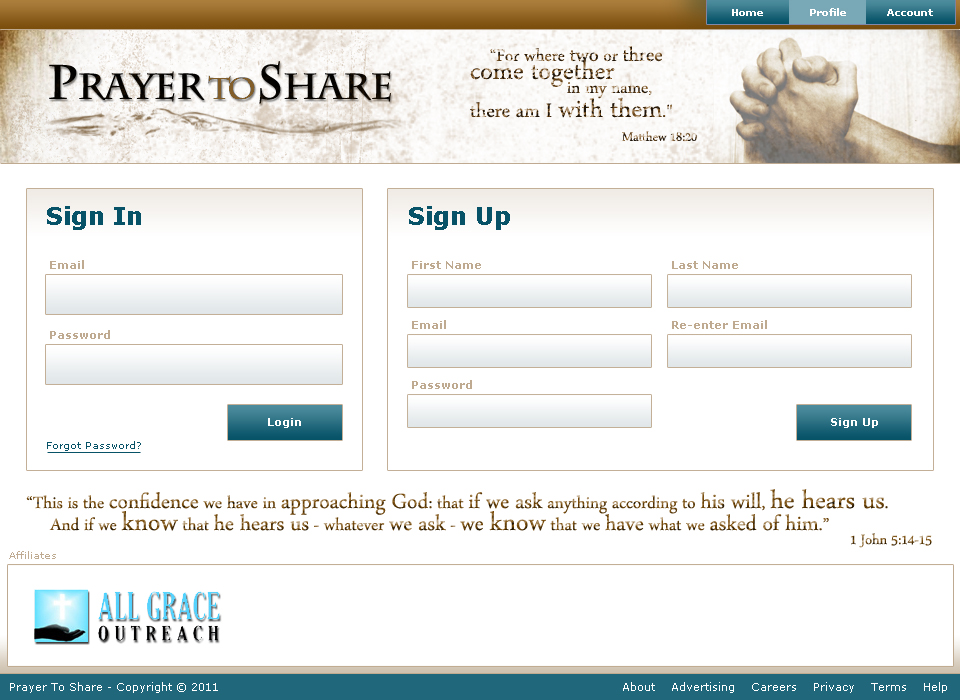 Home Profile Account
PRAYER TO SHARE
“For where two or three
come together
in my name,
there am I with them.”
Matthew 18:20
Sign In
Email
Password
Login
Forgot Password?
Sign Up
First Name Last Name
Email Re-enter Email
Password
Sign Up
“This is the confidence we have in approaching God: that if we ask anything according to his will, he hears us.
And if we know that he hears us - whatever we ask - we know that we have what we asked of him.”
1 John 5:14-15
Affiliates
ALL GRACE
OUTREACH
Prayer To Share - Copyright © 2011 About Advertising Careers Privacy Terms Help